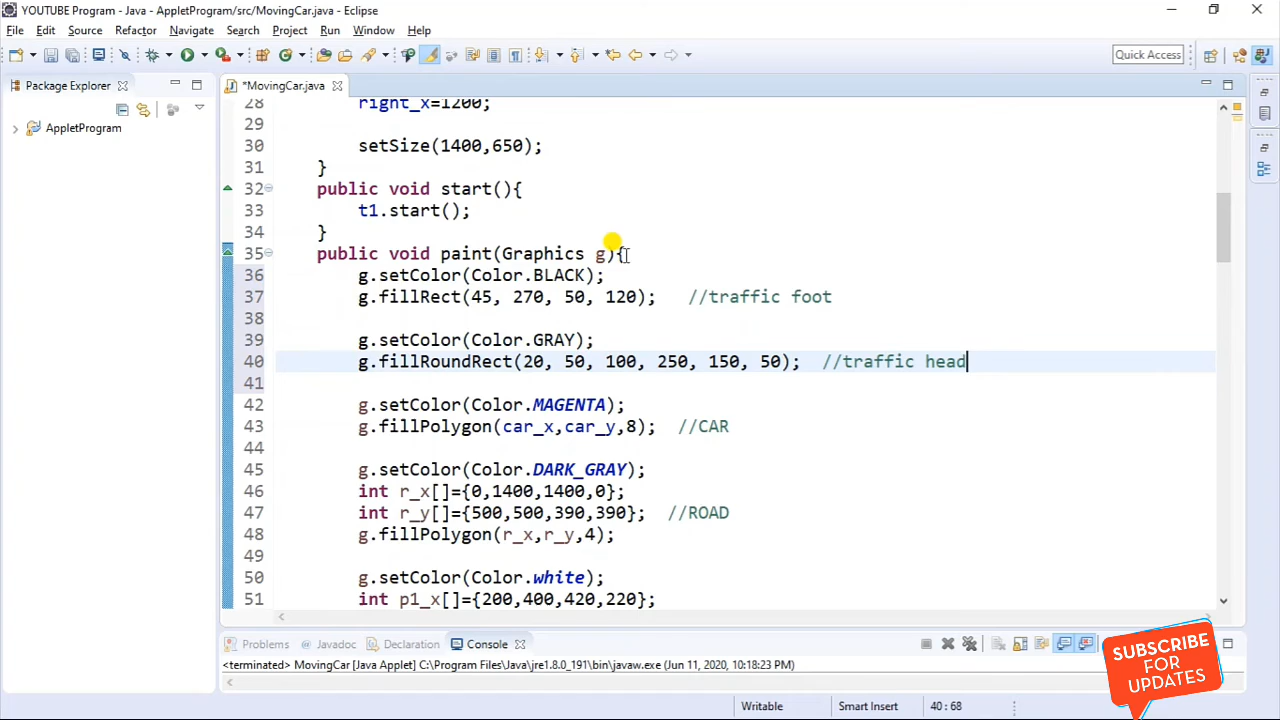 YOUTUBE Program - Java - AppletProgram/src/MovingCar.java - Eclipse
File Edit Source Refactor Navigate Search Project Run Window Help
Quick Access
Package Explorer
*MovingCar.java
AppletProgram
28 right_x=1200;
29
30 setSize(1400,650);
31 }
32 public void start(){
33 t1.start();
34 }
35 public void paint(Graphics g){
36 g.setColor(Color.BLACK);
37 g.fillRect(45, 270, 50, 120); //traffic foot
38
39 g.setColor(Color.GRAY);
40 g.fillRoundRect(20, 50, 100, 250, 150, 50); //traffic head
41
42 g.setColor(Color.MAGENTA);
43 g.fillPolygon(car_x,car_y,8); //CAR
44
45 g.setColor(Color.DARK_GRAY);
46 int r_x[]={0,1400,1400,0};
47 int r_y[]={500,500,390,390}; //ROAD
48 g.fillPolygon(r_x,r_y,4);
49
50 g.setColor(Color.white);
51 int p1_x[]={200,400,420,220};
Problems Javadoc Declaration Console
<terminated> MovingCar [Java Applet] C:\Program Files\Java\jre1.8.0_191\bin\javaw.exe (Jun 11, 2020, 10:18:23 PM)
SUBSCRIBE
FOR
UPDATES
Writable Smart Insert 40 : 68